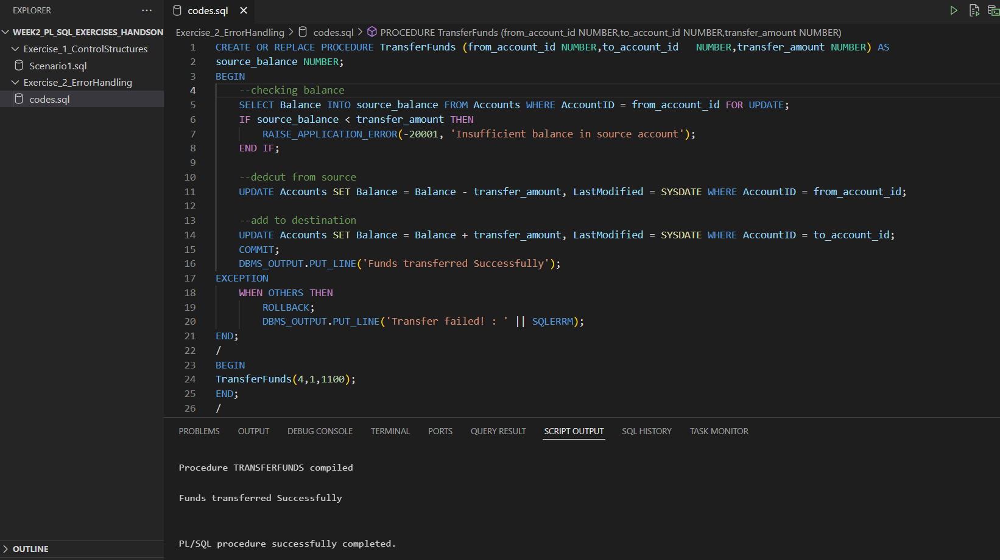 EXPLORER
WEEK2_PL_SQL_EXERCISES_HANDSON
Exercise_1_ControlStructures
Scenario1.sql
Exercise_2_ErrorHandling
codes.sql
OUTLINE
codes.sql
Exercise_2_ErrorHandling > codes.sql > PROCEDURE TransferFunds (from_account_id NUMBER,to_account_id NUMBER,transfer_amount NUMBER)
1 CREATE OR REPLACE PROCEDURE TransferFunds (from_account_id NUMBER,to_account_id   NUMBER,transfer_amount NUMBER) AS
2 source_balance NUMBER;
3 BEGIN
4     --checking balance
5     SELECT Balance INTO source_balance FROM Accounts WHERE AccountID = from_account_id FOR UPDATE;
6     IF source_balance < transfer_amount THEN
7         RAISE_APPLICATION_ERROR(-20001, 'Insufficient balance in source account');
8     END IF;
9
10     --dedcut from source
11     UPDATE Accounts SET Balance = Balance - transfer_amount, LastModified = SYSDATE WHERE AccountID = from_account_id;
12
13     --add to destination
14     UPDATE Accounts SET Balance = Balance + transfer_amount, LastModified = SYSDATE WHERE AccountID = to_account_id;
15     COMMIT;
16     DBMS_OUTPUT.PUT_LINE('Funds transferred Successfully');
17 EXCEPTION
18     WHEN OTHERS THEN
19         ROLLBACK;
20         DBMS_OUTPUT.PUT_LINE('Transfer failed! : ' || SQLERRM);
21 END;
22 /
23 BEGIN
24 TransferFunds(4,1,1100);
25 END;
26 /
PROBLEMS OUTPUT DEBUG CONSOLE TERMINAL PORTS QUERY RESULT SCRIPT OUTPUT SQL HISTORY TASK MONITOR
Procedure TRANSFERFUNDS compiled
Funds transferred Successfully
PL/SQL procedure successfully completed.